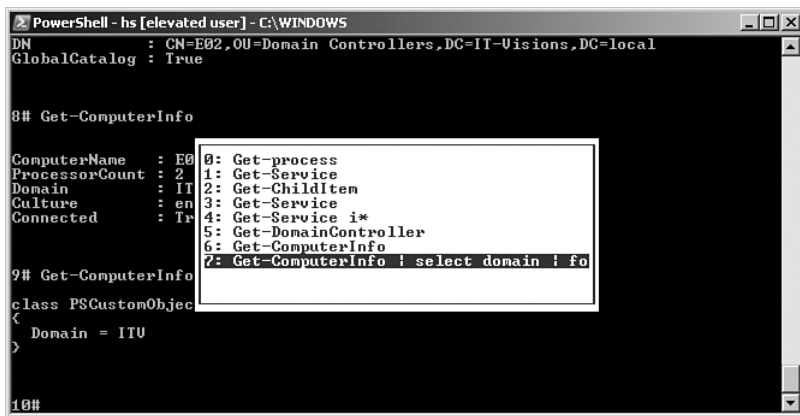 PowerShell - hs [elevated user] - C:\WINDOWS
DN : CN=E02,OU=Domain Controllers,DC=IT-Visions,DC=local
GlobalCatalog : True
8# Get-ComputerInfo
ComputerName : E0
ProcessorCount : 2
Domain : IT
Culture : en
Connected : Tr
0: Get-process
1: Get-Service
2: Get-ChildItem
3: Get-Service
4: Get-Service i*
5: Get-DomainController
6: Get-ComputerInfo
7: Get-ComputerInfo | select domain | fo
9# Get-ComputerInfo
class PSCustomObjec
{
Domain = ITV
}
10#